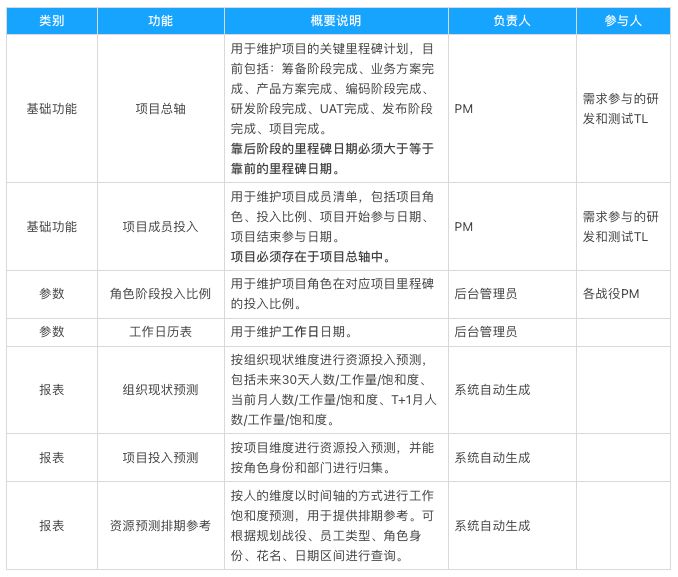 类别 功能 概要说明 负责人 参与人
基础功能 项目总轴 PM
用于维护项目的关键里程碑计划，目
前包括：筹备阶段完成、业务方案完
成、产品方案完成、编码阶段完成、
研发阶段完成、UAT完成、发布阶段
完成、项目完成。
靠后阶段的里程碑日期必须大于等于
靠前的里程碑日期。
需求参与的研
发和测试TL
基础功能 项目成员投入 PM
用于维护项目成员清单，包括项目角
色、投入比例、项目开始参与日期、
项目结束参与日期。
项目必须存在于项目总轴中。
需求参与的研
发和测试TL
参数 角色阶段投入比例
用于维护项目角色在对应项目里程碑
的投入比例。
后台管理员 各战役PM
参数 工作日历表 用于维护工作日日期。 后台管理员
报表 组织现状预测
按组织现状维度进行资源投入预测，
包括未来30天人数/工作量/饱和度、
当前月人数/工作量/饱和度、T+1月人
数/工作量/饱和度。
系统自动生成
报表 项目投入预测
按项目维度进行资源投入预测，并能
按角色身份和部门进行归集。
系统自动生成
报表 资源预测排期参考
按人的维度以时间轴的方式进行工作
饱和度预测，用于提供排期参考。可
根据规划战役、员工类型、角色身
份、花名、日期区间进行查询。
系统自动生成